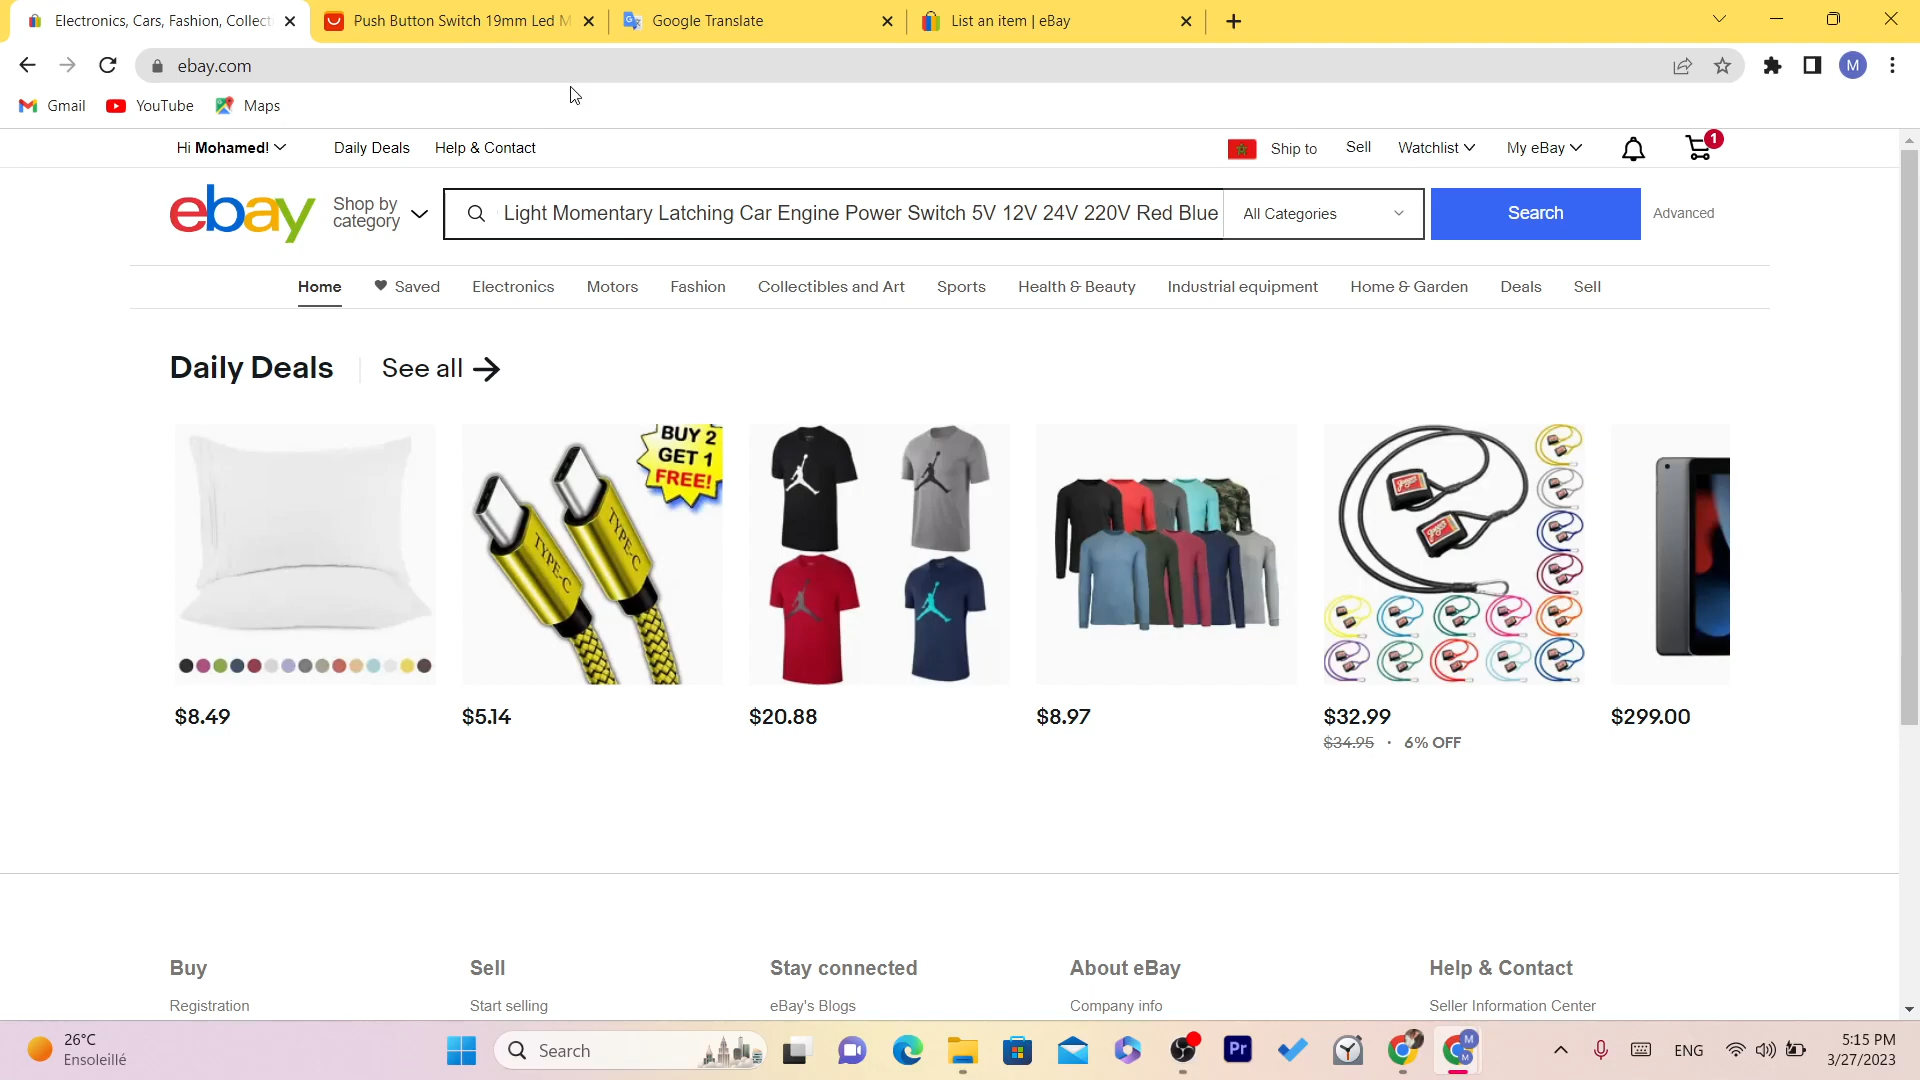 Electronics, Cars, Fashion, Collect
Push Button Switch 19mm Led M
Google Translate
List an item | eBay
ebay.com
M
Gmail
YouTube
Maps
Hi Mohamed!
Daily Deals
Help & Contact
Ship to
Sell
Watchlist
My eBay
1
ebay
Shop by category
Light Momentary Latching Car Engine Power Switch 5V 12V 24V 220V Red Blue
All Categories
Search
Advanced
Home
Saved
Electronics
Motors
Fashion
Collectibles and Art
Sports
Health & Beauty
Industrial equipment
Home & Garden
Deals
Sell
Daily Deals
See all
BUY 2
GET 1
FREE!
TYPE-C
TYPE-C
$8.49
$5.14
$20.88
$8.97
$32.99
$299.00
$34.95 · 6% OFF
Buy
Sell
Stay connected
About eBay
Help & Contact
Registration
Start selling
eBay's Blogs
Company info
Seller Information Center
26°C
Ensoleillé
Search
Pr
M
M
ENG
5:15 PM
3/27/2023